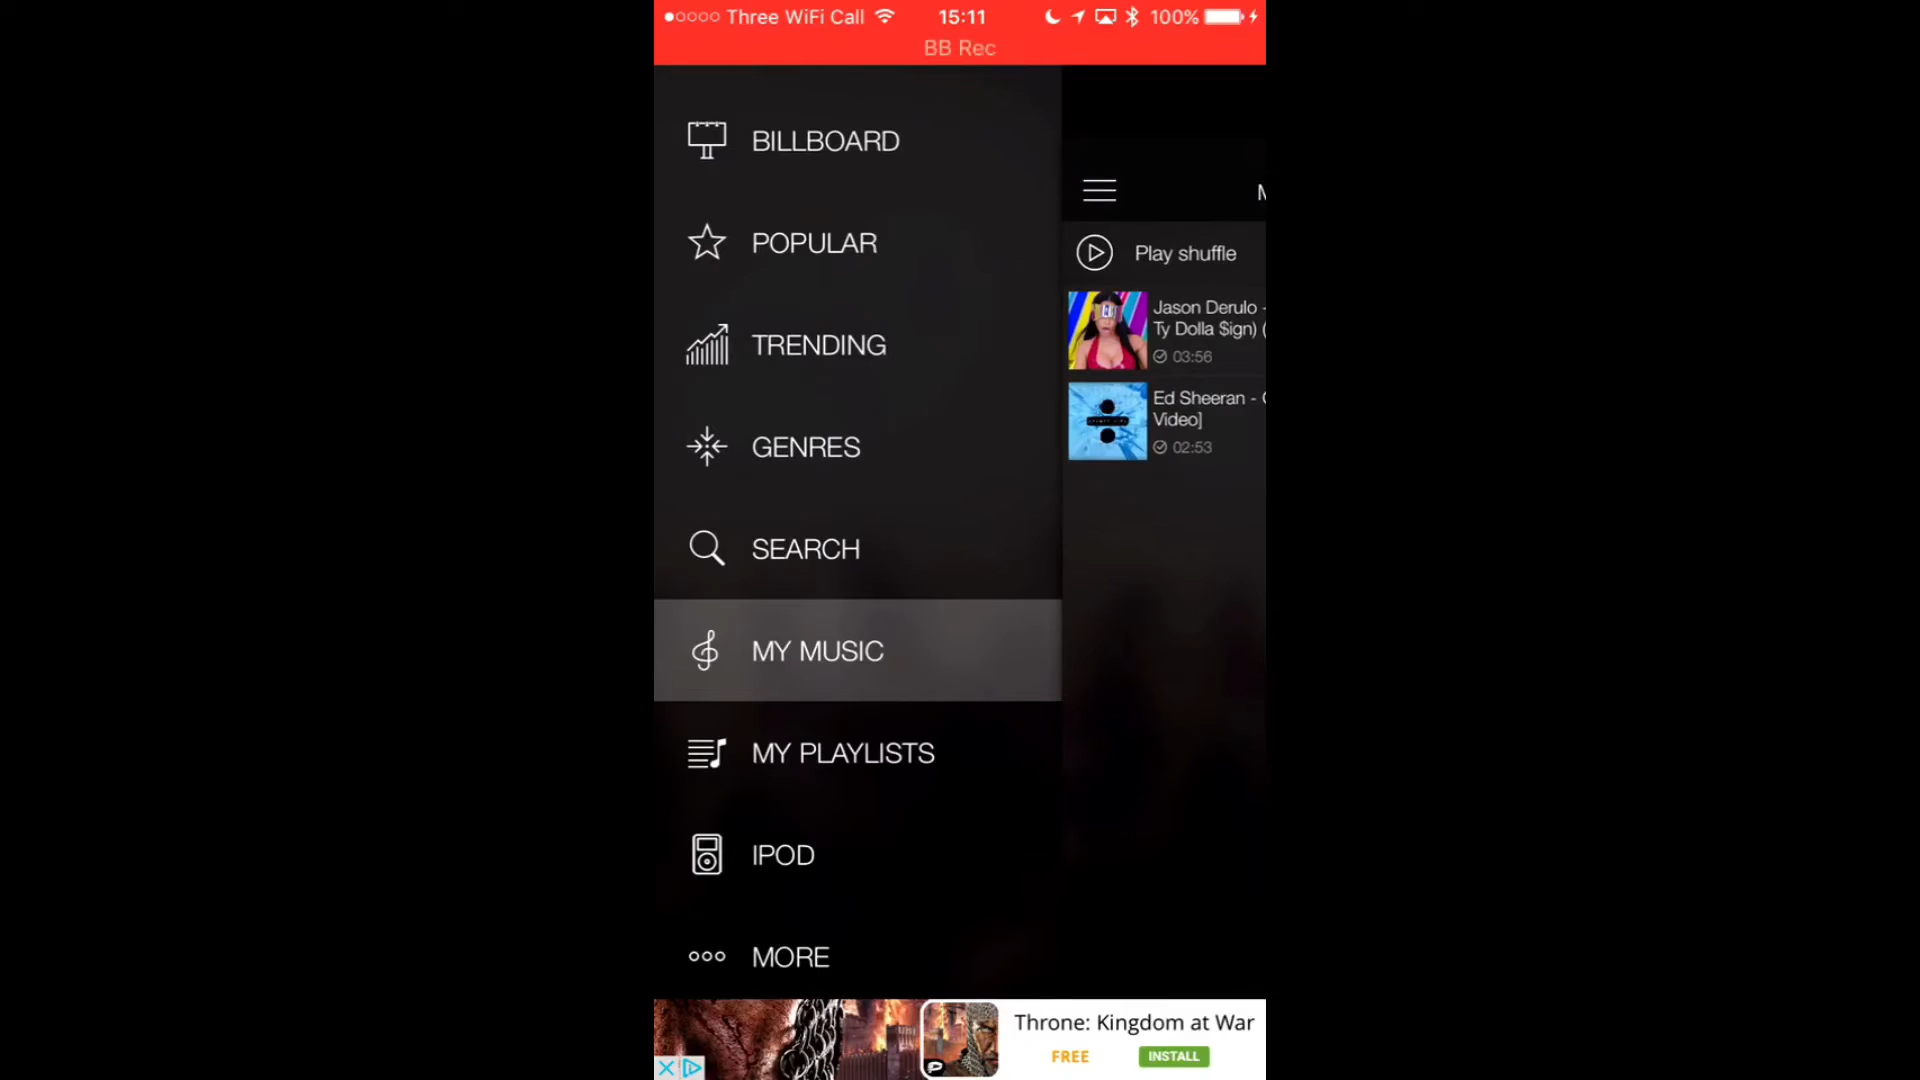 Three WiFi Call 15:11 100%
BB Rec
BILLBOARD
POPULAR
TRENDING
GENRES
SEARCH
MY MUSIC
MY PLAYLISTS
IPOD
MORE
M
Play shuffle
Jason Derulo -
Ty Dolla $ign) (
03:56
Ed Sheeran -
Video]
02:53
Throne: Kingdom at War
FREE INSTALL